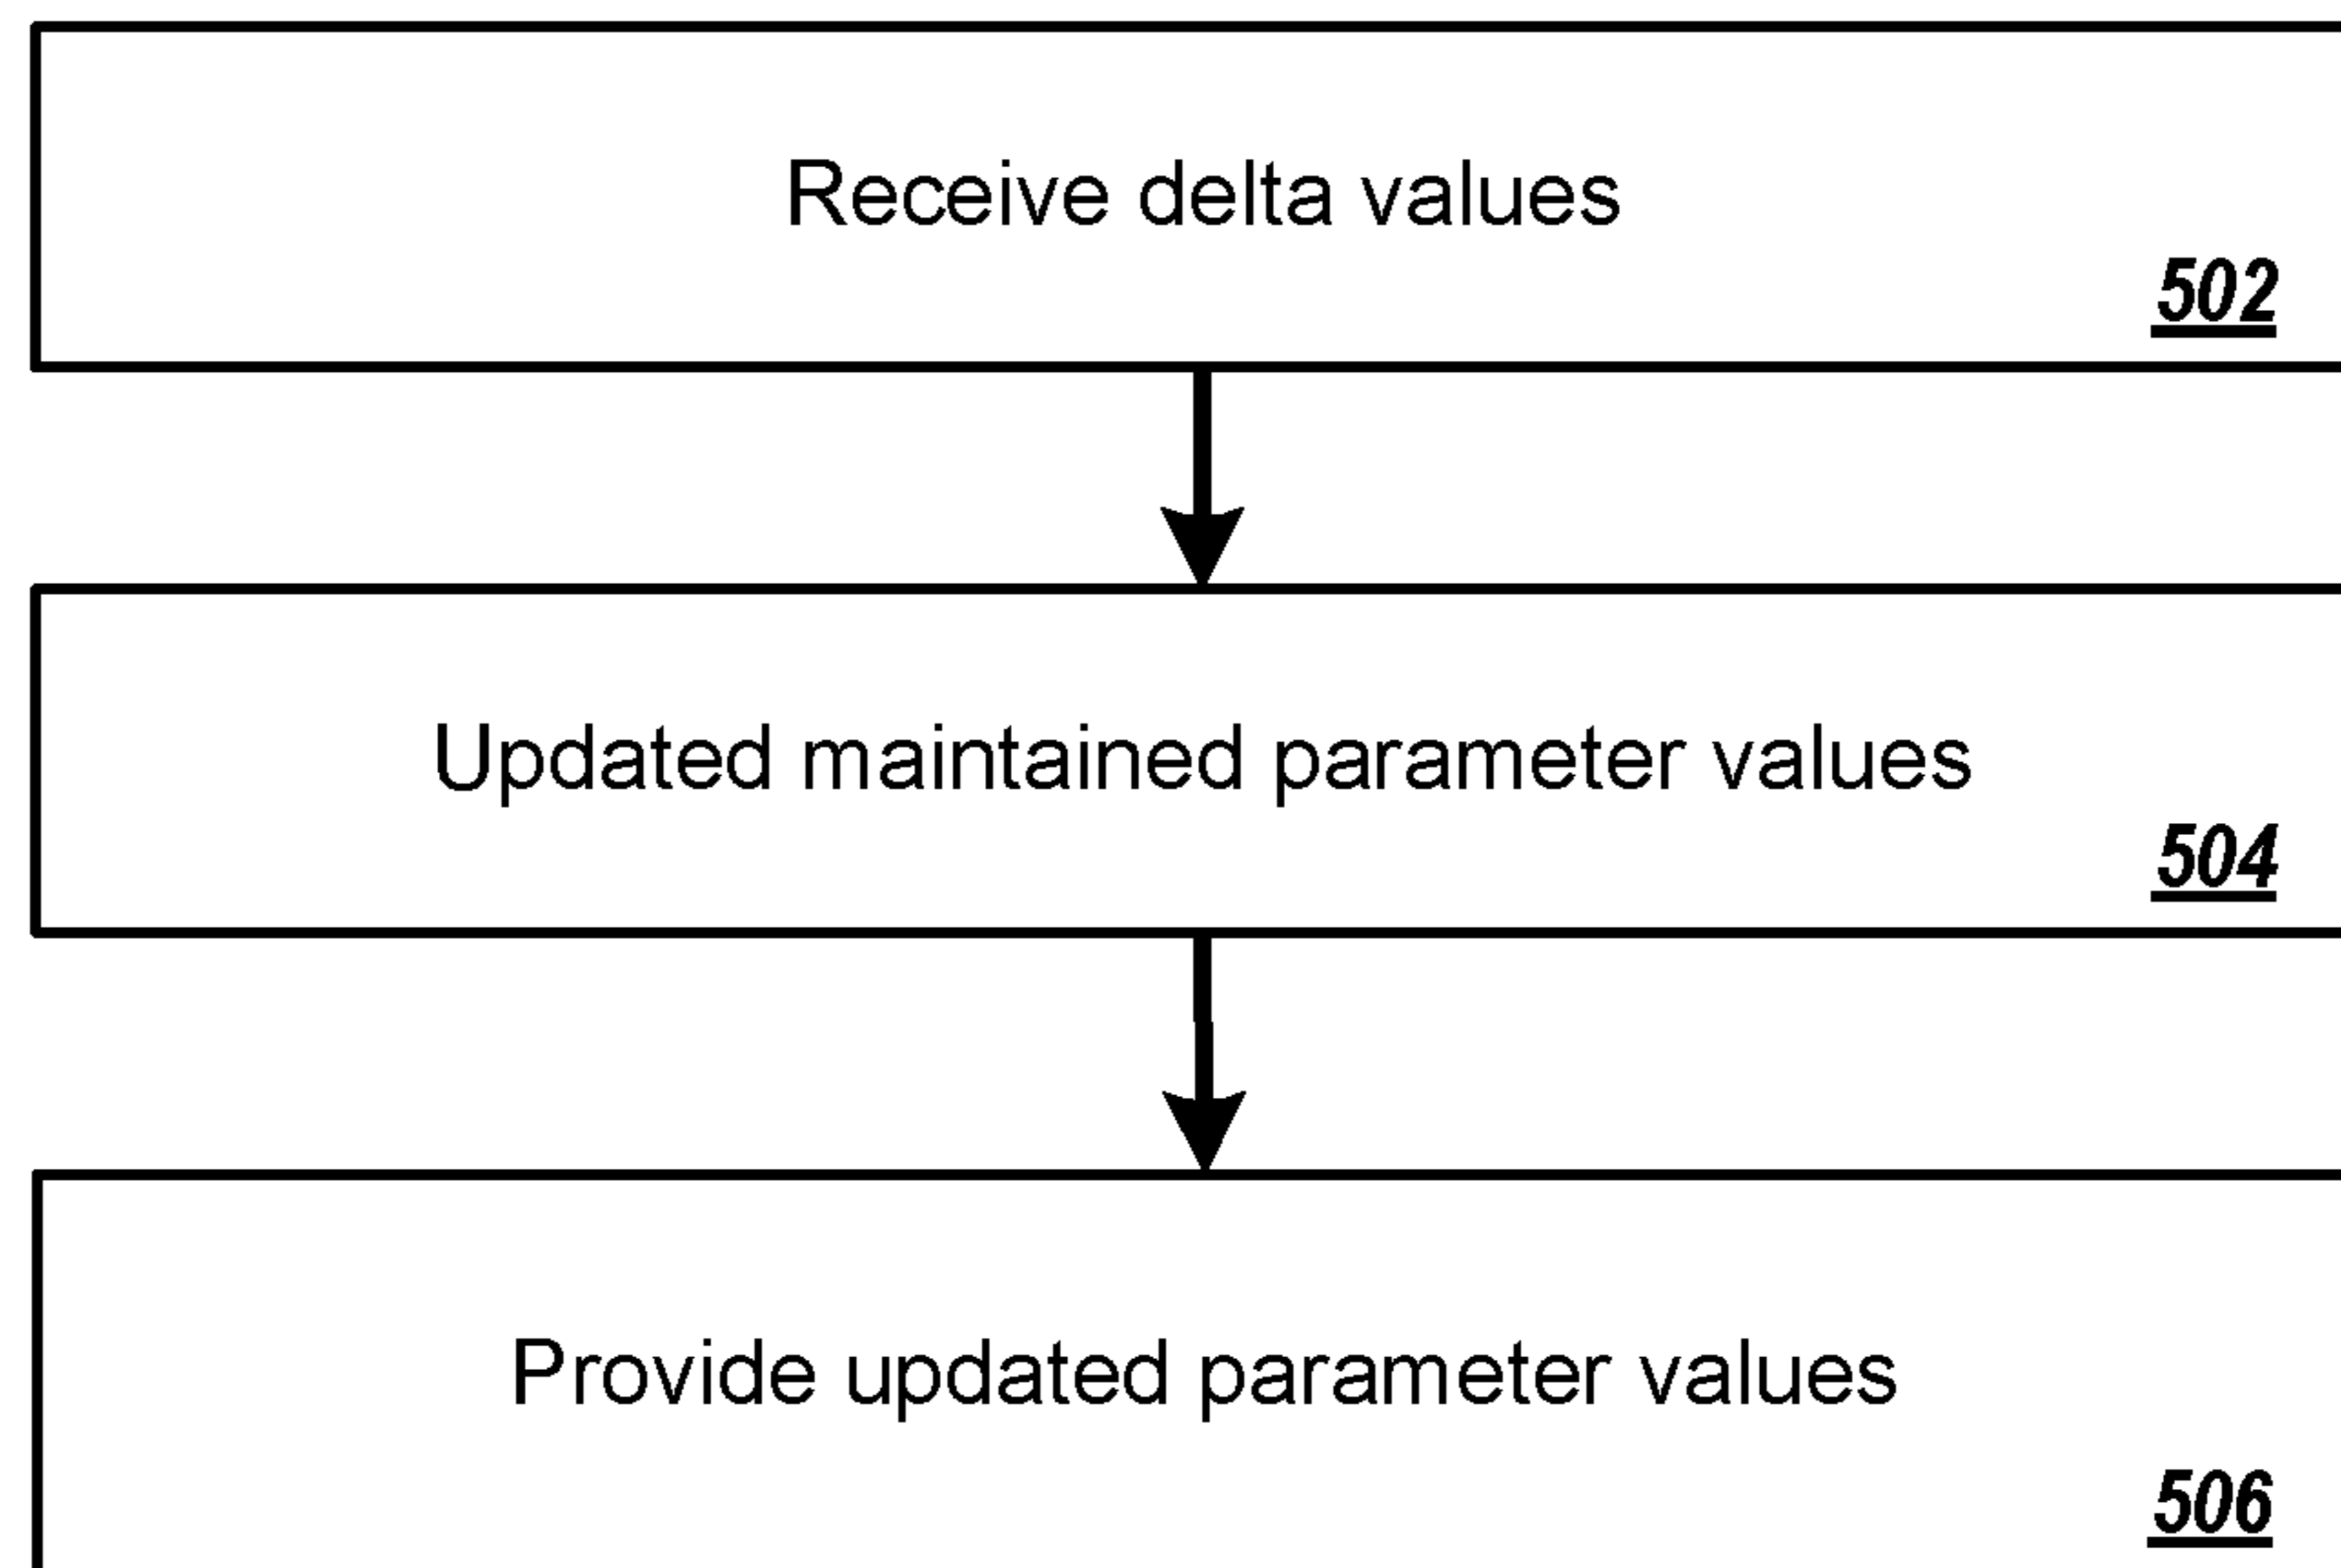 Receive delta values
502
Updated maintained parameter values
504
Provide updated parameter values
506